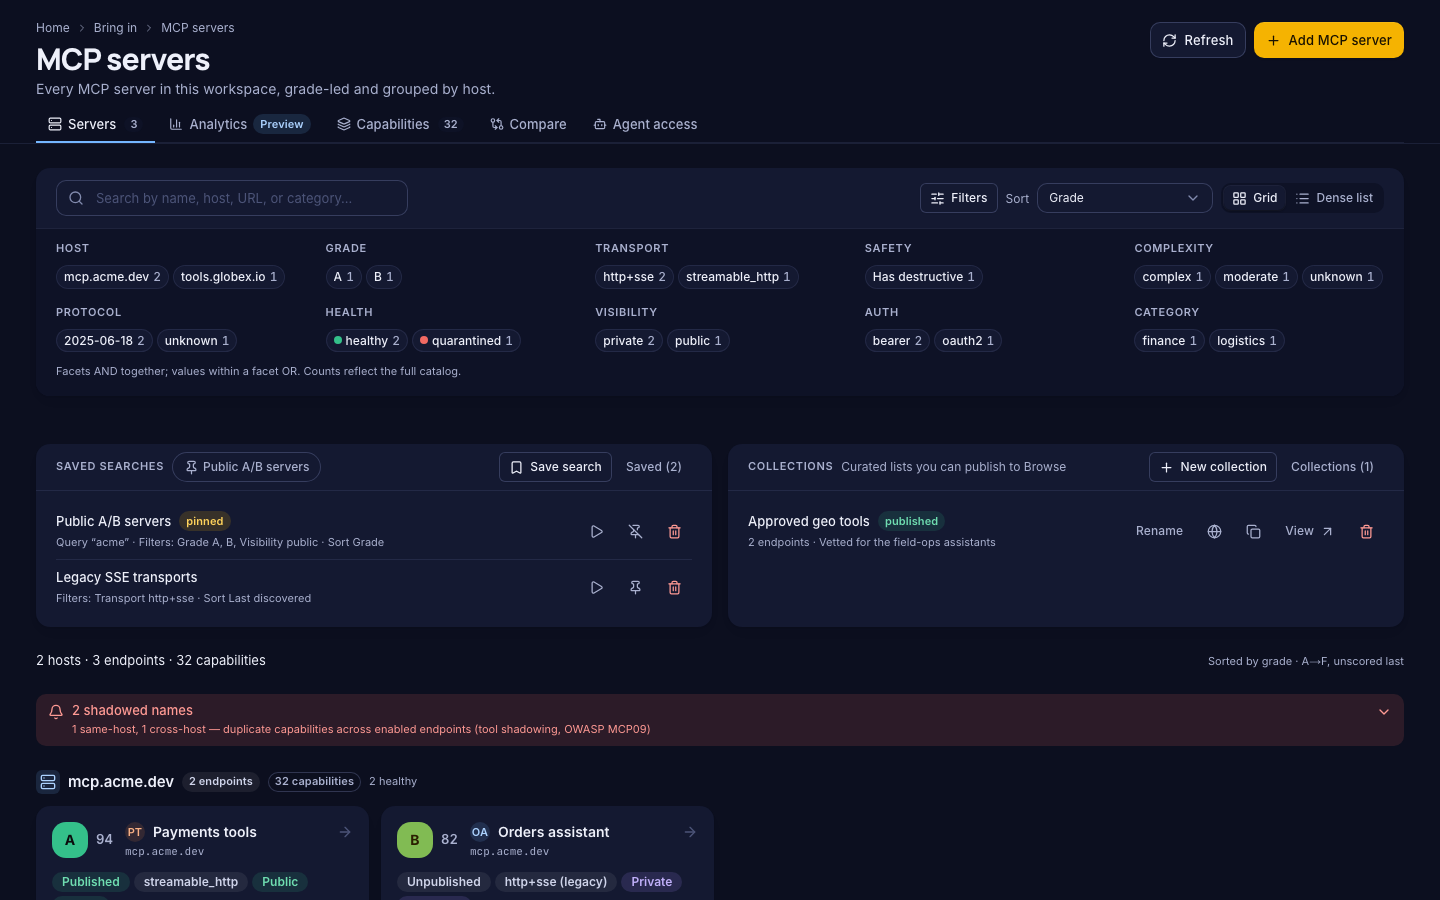 Home > Bring in > MCP servers
MCP servers
Every MCP server in this workspace, grade-led and grouped by host.
Refresh
Add MCP server
Servers 3
Analytics Preview
Capabilities 32
Compare
Agent access
Search by name, host, URL, or category...
Filters
Sort
Grade
Grid
Dense list
HOST
mcp.acme.dev 2
tools.globex.io 1
GRADE
A 1
B 1
TRANSPORT
http+sse 2
streamable_http 1
SAFETY
Has destructive 1
COMPLEXITY
complex 1
moderate 1
unknown 1
PROTOCOL
2025-06-18 2
unknown 1
HEALTH
healthy 2
quarantined 1
VISIBILITY
private 2
public 1
AUTH
bearer 2
oauth2 1
CATEGORY
finance 1
logistics 1
Facets AND together; values within a facet OR. Counts reflect the full catalog.
SAVED SEARCHES
Public A/B servers
Save search
Saved (2)
Public A/B servers pinned
Query “acme” · Filters: Grade A, B, Visibility public · Sort Grade
Legacy SSE transports
Filters: Transport http+sse · Sort Last discovered
COLLECTIONS Curated lists you can publish to Browse
New collection
Collections (1)
Approved geo tools published
2 endpoints · Vetted for the field-ops assistants
Rename
View
2 hosts · 3 endpoints · 32 capabilities
Sorted by grade · A→F, unscored last
2 shadowed names
1 same-host, 1 cross-host — duplicate capabilities across enabled endpoints (tool shadowing, OWASP MCP09)
mcp.acme.dev 2 endpoints 32 capabilities 2 healthy
A 94 PT Payments tools
mcp.acme.dev
Published streamable_http Public
B 82 OA Orders assistant
mcp.acme.dev
Unpublished http+sse (legacy) Private